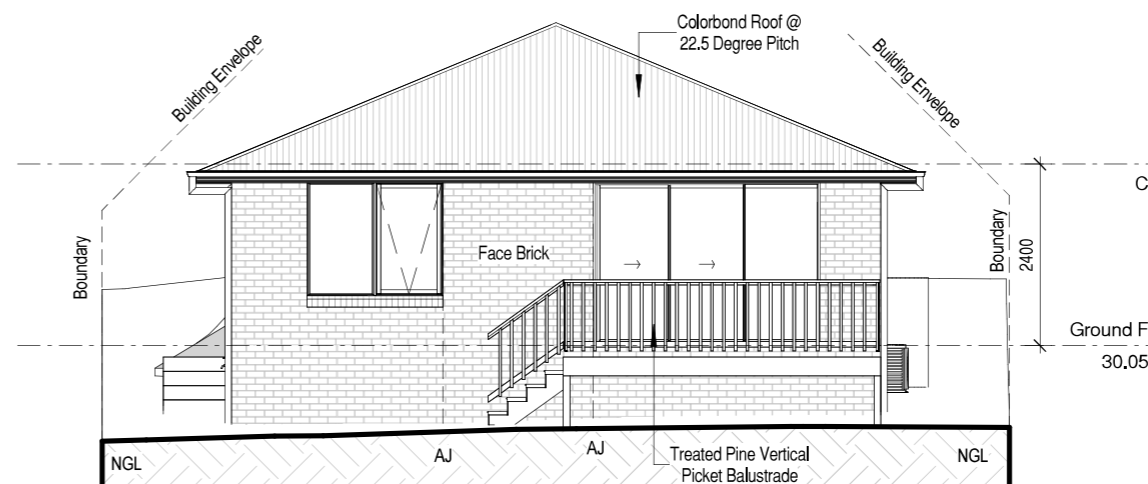 Colorbond Roof @
22.5 Degree Pitch
Building Envelope
Building Envelope
C
Boundary
Face Brick
Boundary
2400
Ground F
30.05
NGL
AJ
AJ
Treated Pine Vertical
Picket Balustrade
NGL